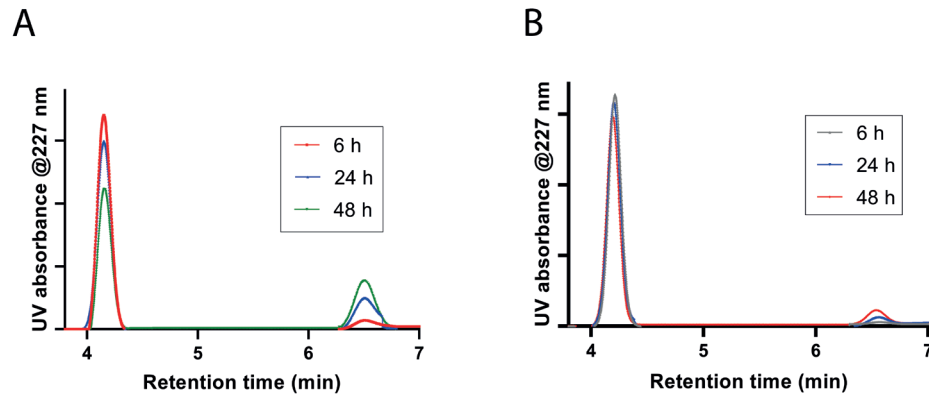 A
B
UV absorbance @227 nm
6 h
24 h
48 h
4
5
6
7
Retention time (min)
UV absorbance @227 nm
6 h
24 h
48 h
4
5
6
7
Retention time (min)